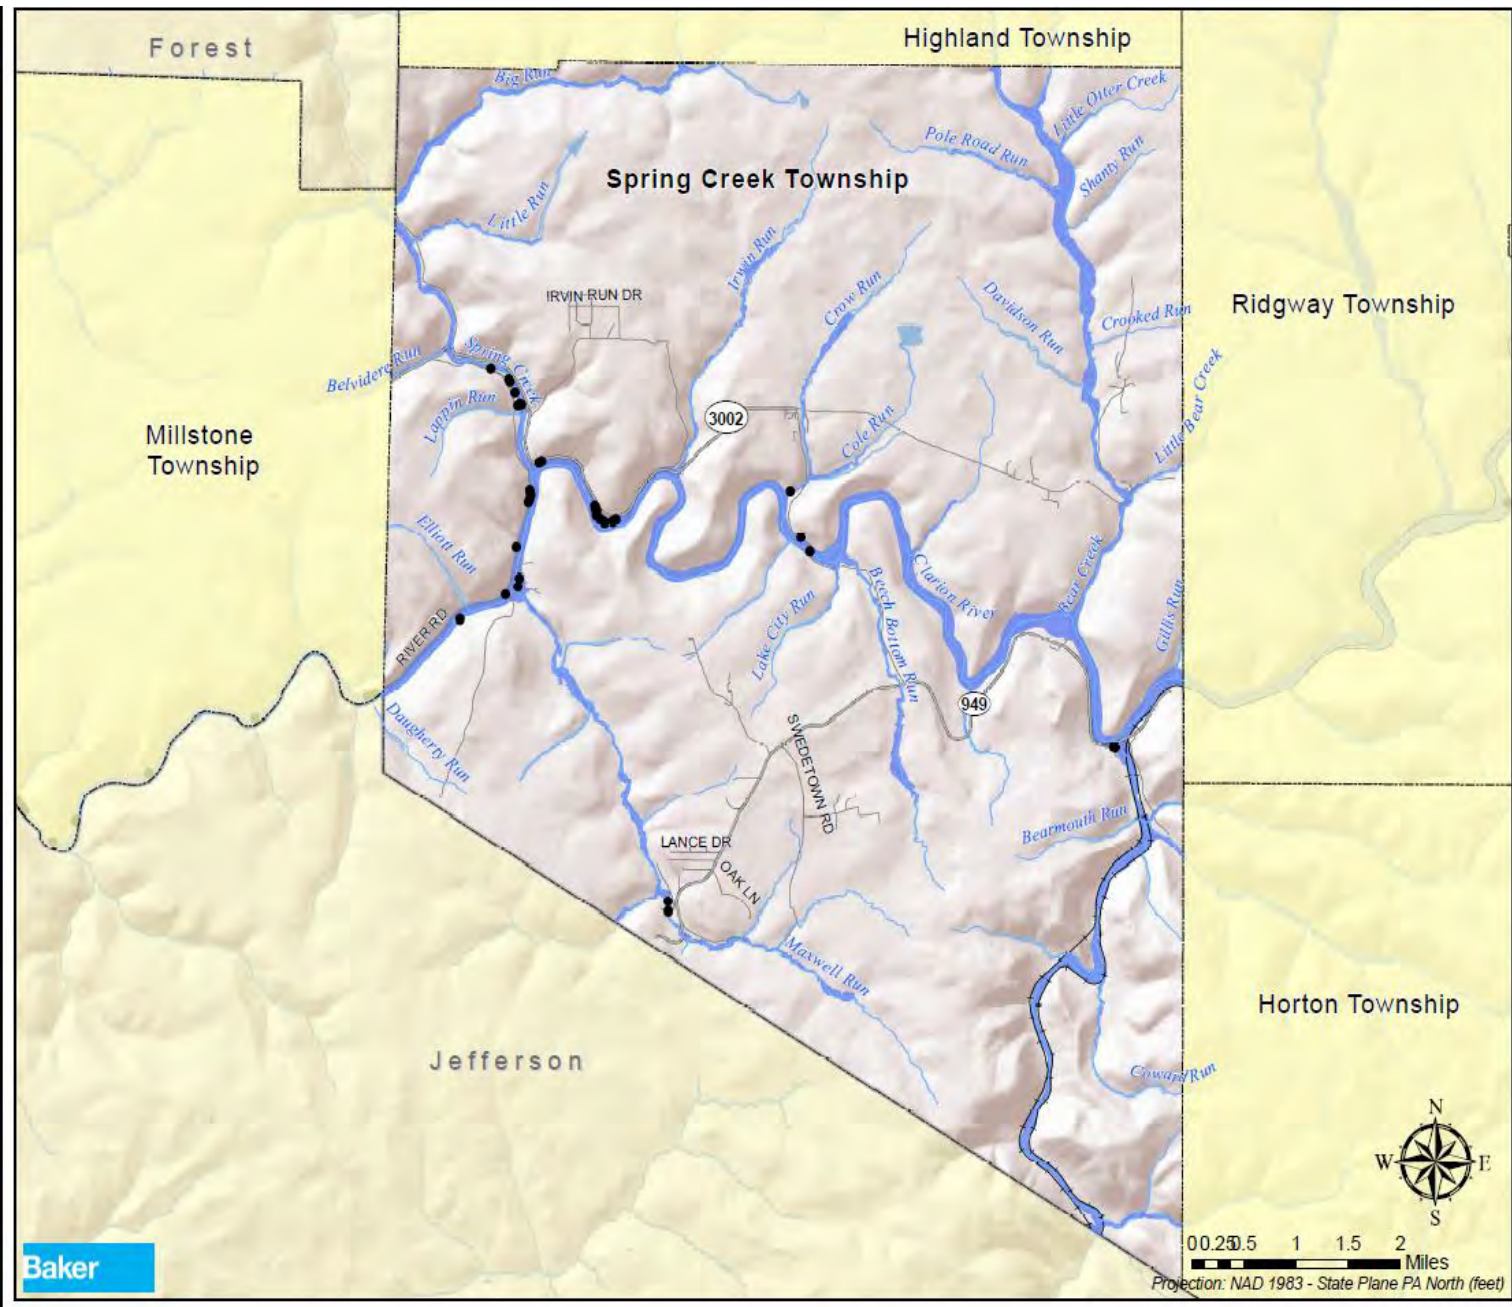 Forest
Highland Township
Big Run
Little Otter Creek
Pole Road Run
Shanty Run
Spring Creek Township
Little Run
Irwin Run
IRVIN RUN DR
Crow Run
Davidson Run
Crooked Run
Ridgway Township
Belvidere Run
Spring Creek
Lappin Run
3002
Cole Run
Little Bear Creek
Millstone
Township
Elliott Run
Clarion River
Bear Creek
Beech Bottom Run
Lake City Run
Gillis Run
RIVER RD
949
Daugherty Run
SWEDETOWN RD
Bearmouth Run
LANCE DR
OAK LN
Maxwell Run
Horton Township
Jefferson
Coward Run
N
W
E
S
0 0.25 0.5 1 1.5 2
Miles
Baker
Projection: NAD 1983 - State Plane PA North (feet)